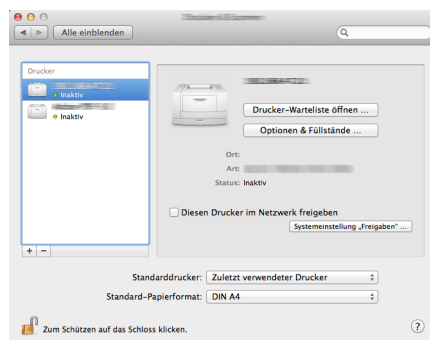 Alle einblenden
Drucker
Inaktiv
Inaktiv
Drucker-Warteliste öffnen ...
Optionen & Füllstände ...
Ort:
Art:
Status: Inaktiv
Diesen Drucker im Netzwerk freigeben
Systemeinstellung „Freigaben“ ...
+ −
Standarddrucker: Zuletzt verwendeter Drucker
Standard-Papierformat: DIN A4
Zum Schützen auf das Schloss klicken.
?